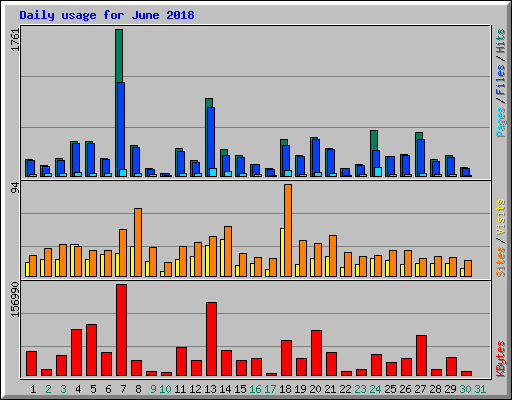 Daily usage for June 2018
1761
Pages / Files / Hits
94
Sites / Visits
156990
KBytes
1 2 3 4 5 6 7 8 9 10 11 12 13 14 15 16 17 18 19 20 21 22 23 24 25 26 27 28 29 30 31